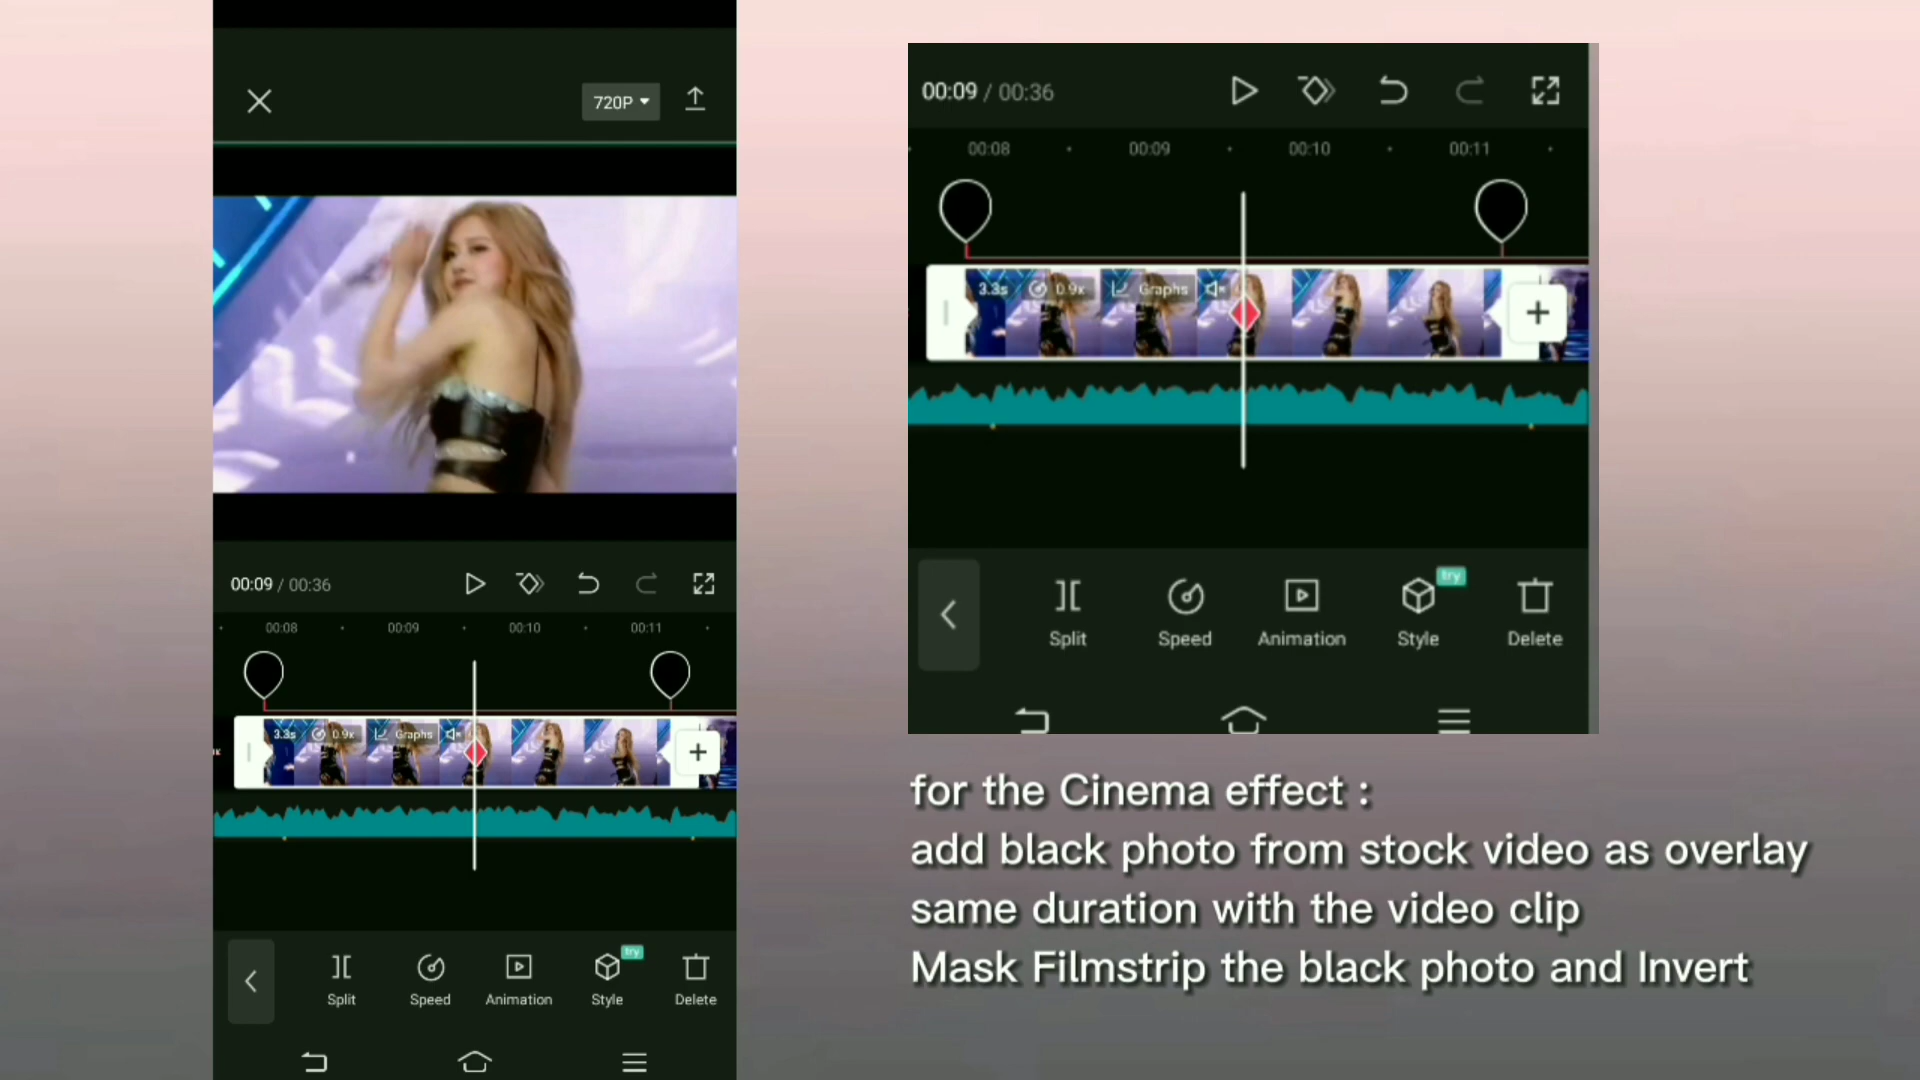 720P
00:09 / 00:36
00:08 00:09 00:10 00:11
3.3s 0.9x Graphs
Split Speed Animation Style Delete
try
00:09 / 00:36
00:08 00:09 00:10 00:11
3.3s 0.9x Graphs
try
Split Speed Animation Style Delete
for the Cinema effect :
add black photo from stock video as overlay
same duration with the video clip
Mask Filmstrip the black photo and Invert